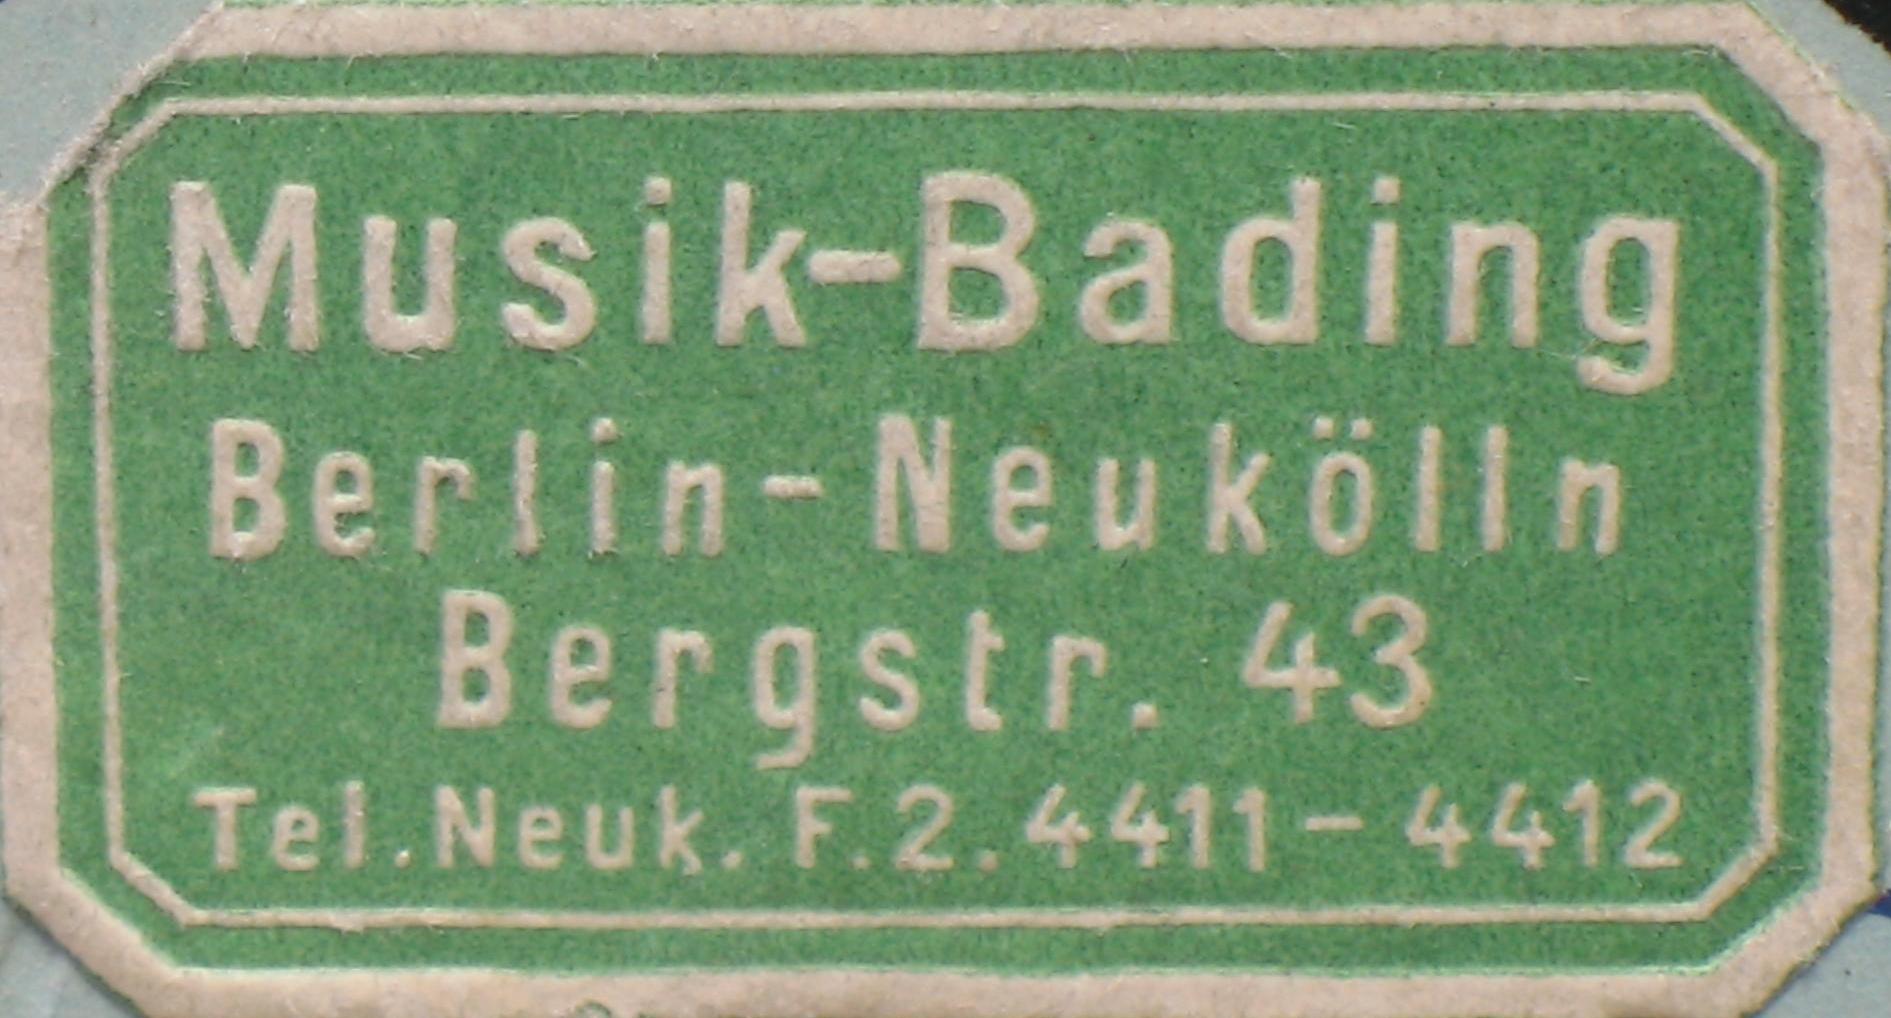 Musik-Bading
Berlin-Neukölln
Bergstr. 43
Tel. Neuk. F. 2. 4411-4412